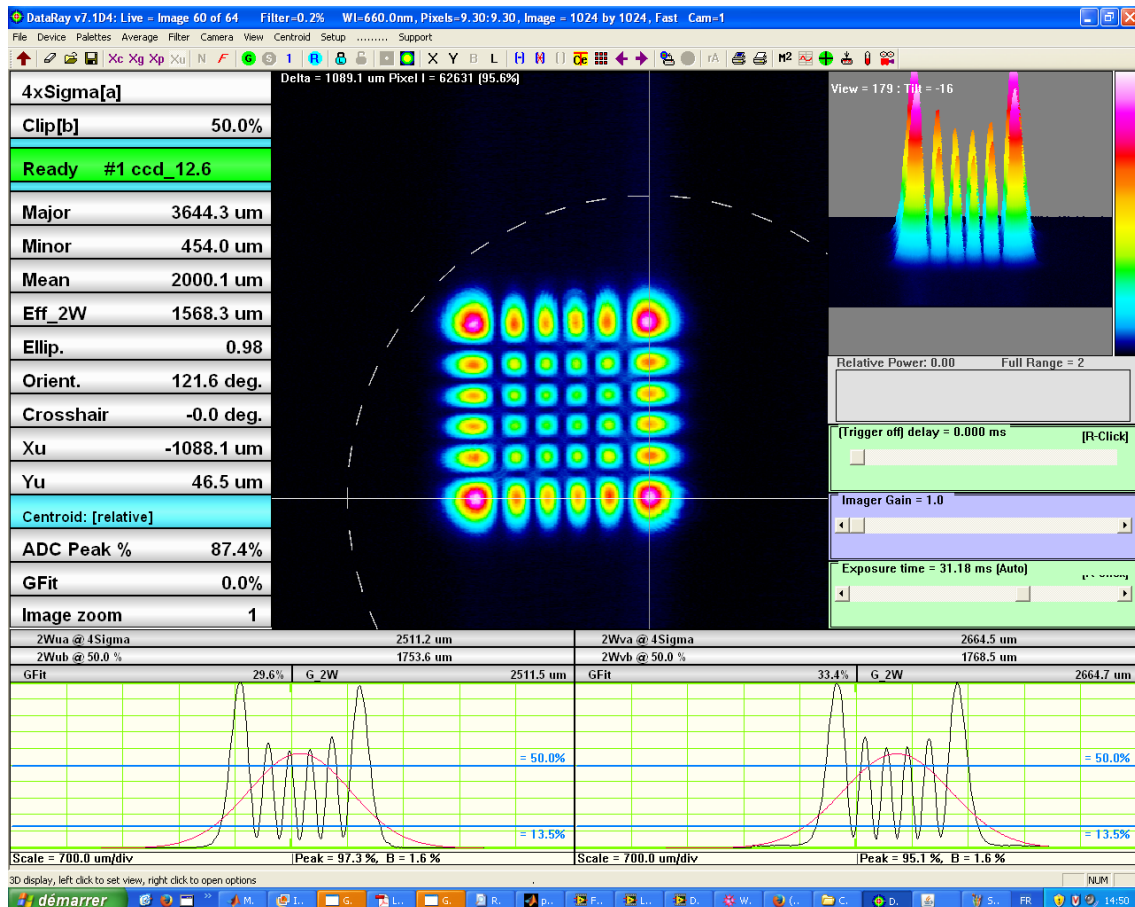 DataRay v7.1D4: Live = Image 60 of 64 Filter=0.2% Wl=660.0nm, Pixels=9.30:9.30, Image = 1024 by 1024, Fast Cam=1
File Device Palettes Average Filter Camera View Centroid Setup ......... Support
Xc Xg Xp Xu N F G S 1 R X Y B L Cle rA M²
Delta = 1089.1 um Pixel I = 62631 (95.6%)
View = 179 : Tilt = -16
4xSigma[a]
Clip[b] 50.0%
Ready #1 ccd_12.6
Major 3644.3 um
Minor 454.0 um
Mean 2000.1 um
Eff_2W 1568.3 um
Ellip. 0.98
Orient. 121.6 deg.
Crosshair -0.0 deg.
Xu -1088.1 um
Yu 46.5 um
Centroid: [relative]
ADC Peak % 87.4%
GFit 0.0%
Image zoom 1
Relative Power: 0.00 Full Range = 2
[Trigger off] delay = 0.000 ms [R-Click]
Imager Gain = 1.0
Exposure time = 31.18 ms [Auto]
2Wua @ 4Sigma 2511.2 um
2Wub @ 50.0 % 1753.6 um
GFit 29.6% G_2W 2511.5 um
= 50.0%
= 13.5%
Scale = 700.0 um/div Peak = 97.3 %, B = 1.6 %
2Wva @ 4Sigma 2664.5 um
2Wvb @ 50.0 % 1768.5 um
GFit 33.4% G_2W 2664.7 um
= 50.0%
= 13.5%
Scale = 700.0 um/div Peak = 95.1 %, B = 1.6 %
3D display, left click to set view, right click to open options NUM
démarrer M. I. G. L. G. R. p.. F.. L.. D. W. (.. C. D. S.. FR 14:50